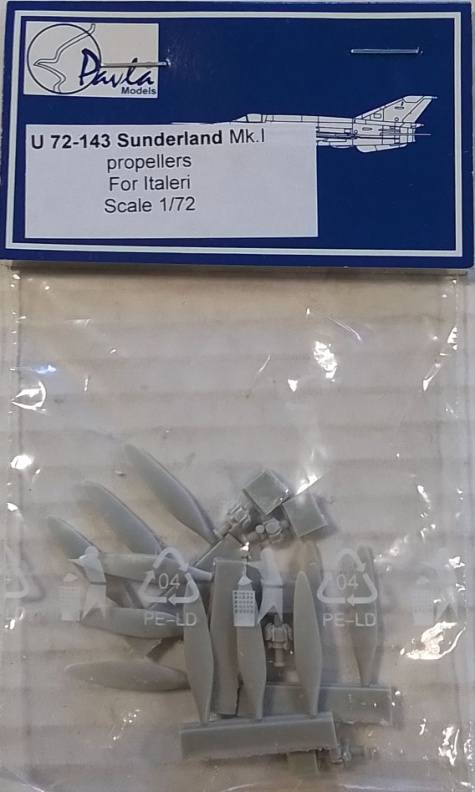 Pavla
Models
U 72-143 Sunderland Mk.I
propellers
For Italeri
Scale 1/72
04 04
PE-LD PE-LD